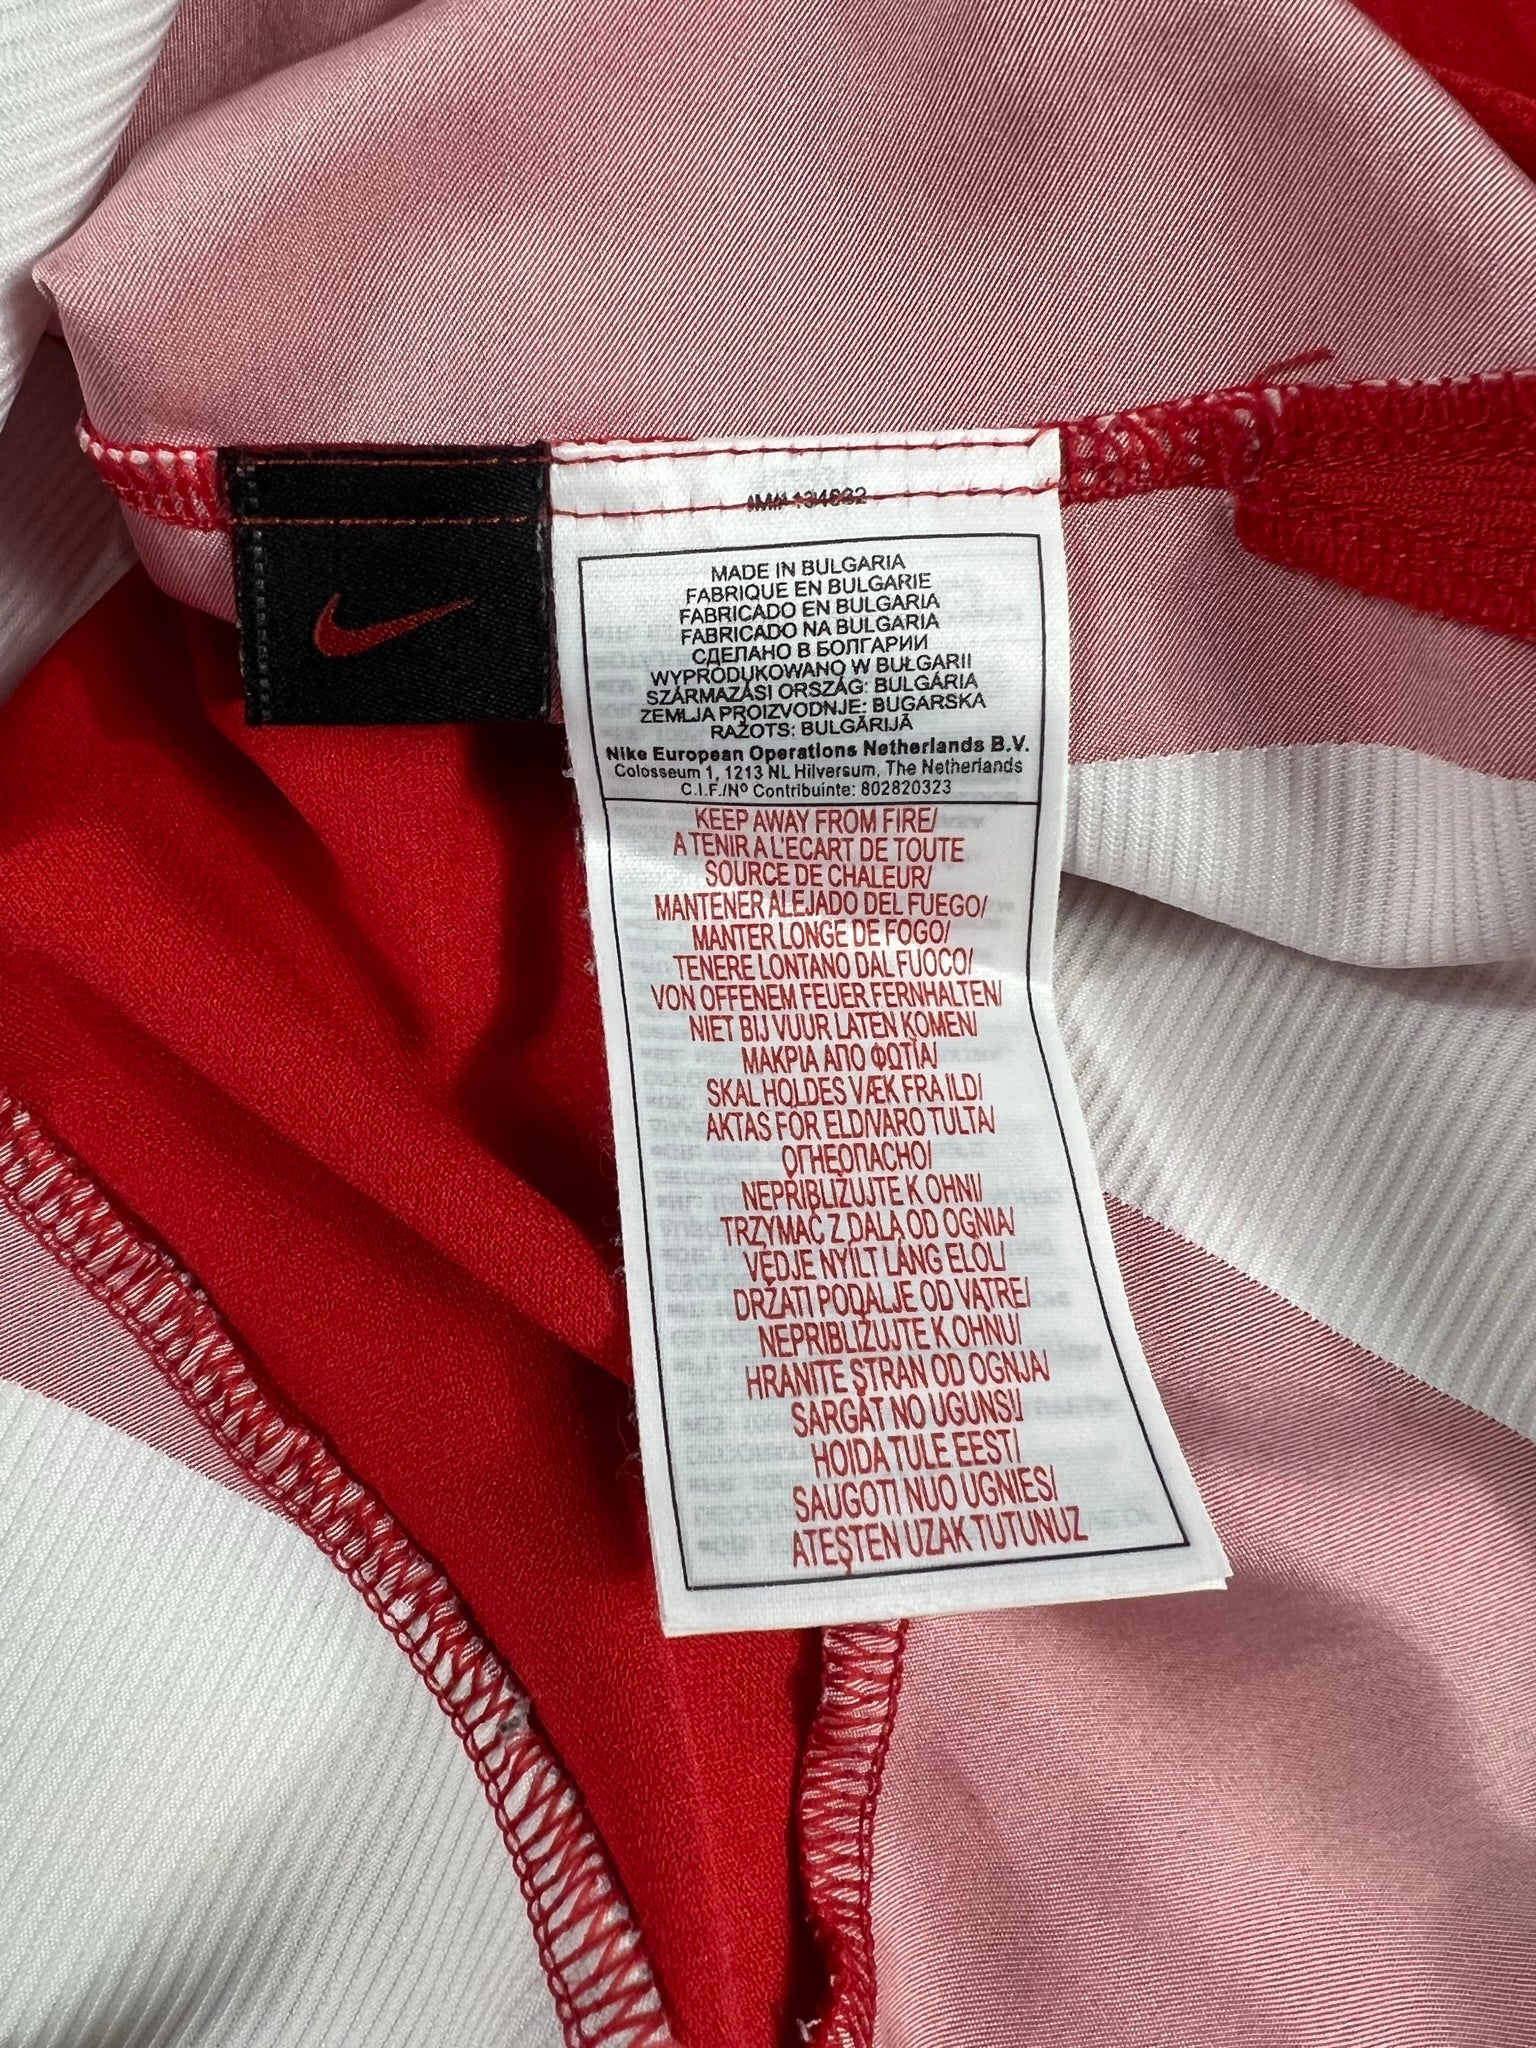 MADE IN BULGARIA
FABRIQUE EN BULGARIE
FABRICADO EN BULGARIA
FABRICADO NA BULGARIA
СДЕЛАНО В БОЛГАРИИ
WYPRODUKOWANO W BUŁGARII
SZÁRMAZÁSI ORSZÁG: BULGÁRIA
ZEMLJA PROIZVODNJE: BUGARSKA
RAŽOTS: BULGĀRIJĀ
Nike European Operations Netherlands B.V.
Colosseum 1, 1213 NL Hilversum, The Netherlands
C.I.F./Nº Contribuinte: 802820323
KEEP AWAY FROM FIRE/
A TENIR A L'ECART DE TOUTE
SOURCE DE CHALEUR/
MANTENER ALEJADO DEL FUEGO/
MANTER LONGE DE FOGO/
TENERE LONTANO DAL FUOCO/
VON OFFENEM FEUER FERNHALTEN/
NIET BIJ VUUR LATEN KOMEN/
ΜΑΚΡΙΑ ΑΠΟ ΦΩΤΙΑ/
SKAL HOLDES VÆK FRA ILD/
AKTAS FÖR ELD/VARO TULTA/
ОГНЕОПАСНО/
NEPŘIBLIŽUJTE K OHNI/
TRZYMAĆ Z DALA OD OGNIA/
VÉDJE NYÍLT LÁNG ELŐL/
DRŽATI PODALJE OD VATRE/
NEPRIBLIŽUJTE K OHNU/
HRANITE STRAN OD OGNJA/
SARGĀT NO UGUNS/
HOIDA TULE EEST/
SAUGOTI NUO UGNIES/
ATEŞTEN UZAK TUTUNUZ